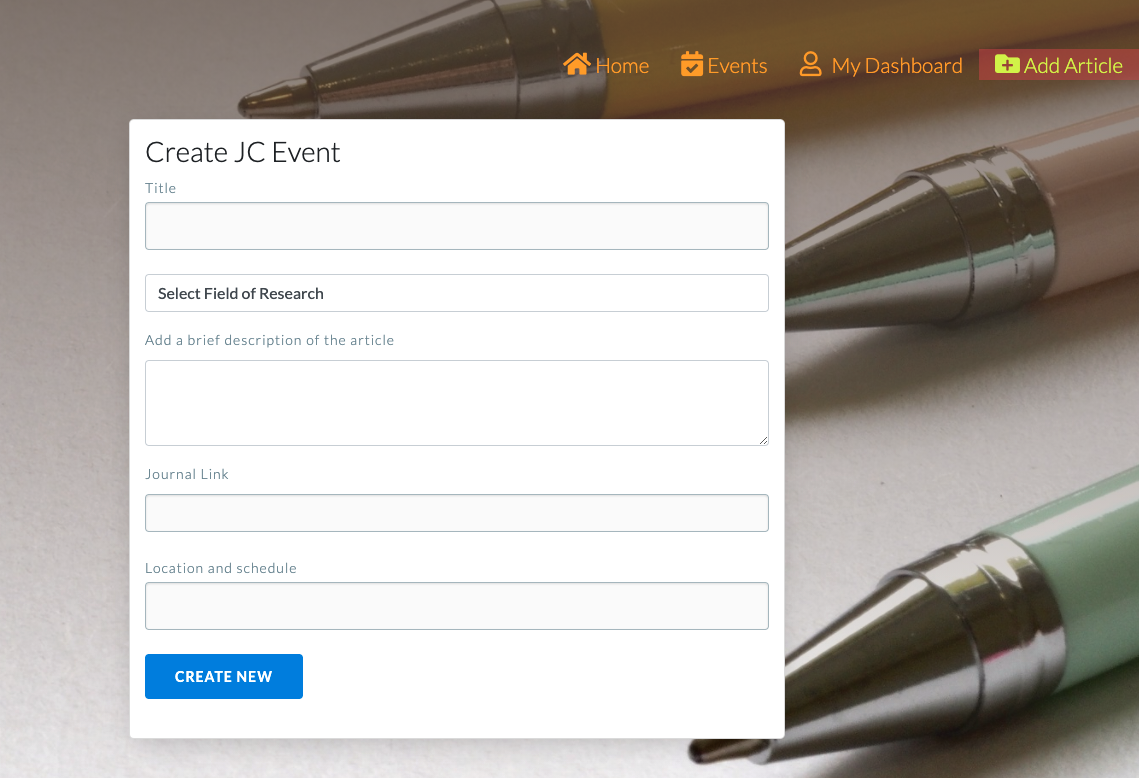 Home Events My Dashboard Add Article
Create JC Event
Title
Select Field of Research
Add a brief description of the article
Journal Link
Location and schedule
CREATE NEW